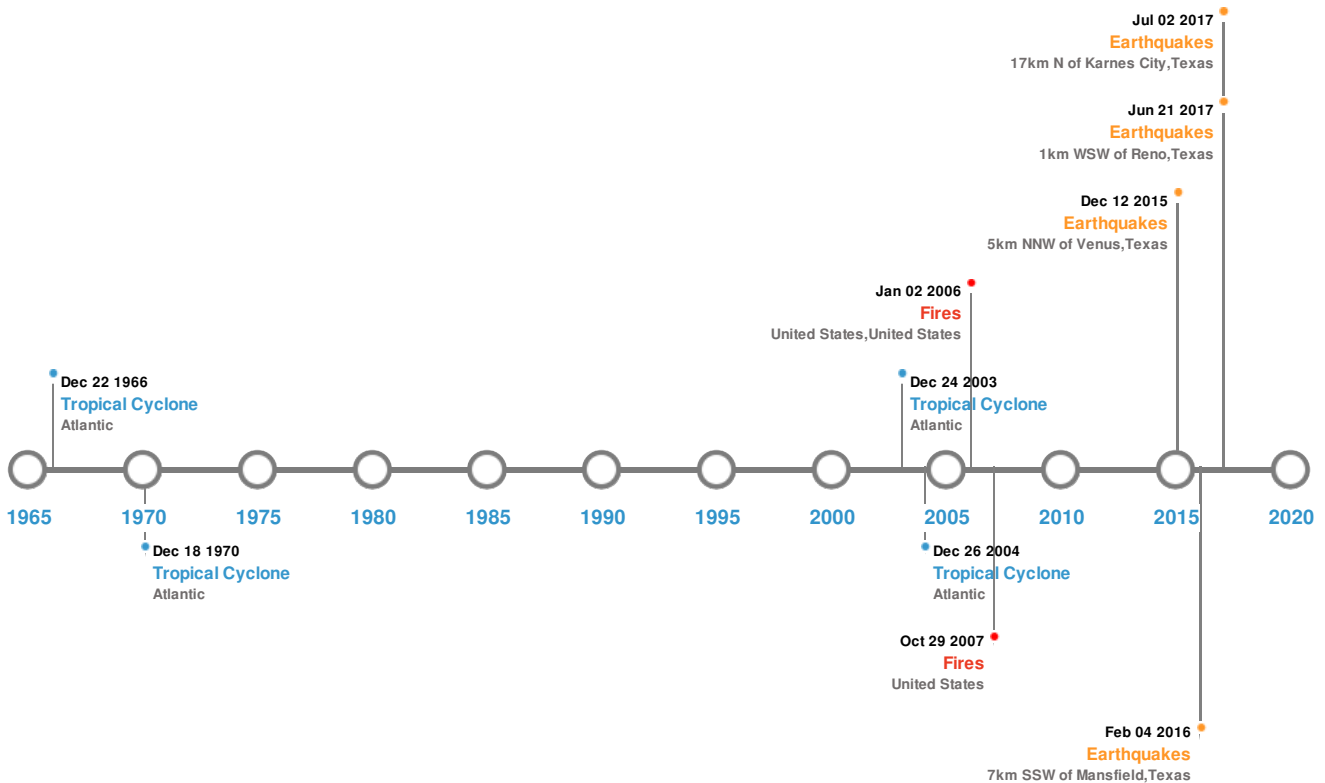 Jul 02 2017
Earthquakes
17km N of Karnes City,Texas
Jun 21 2017
Earthquakes
1km WSW of Reno,Texas
Dec 12 2015
Earthquakes
5km NNW of Venus,Texas
Jan 02 2006
Fires
United States,United States
Dec 22 1966
Tropical Cyclone
Atlantic
Dec 24 2003
Tropical Cyclone
Atlantic
1965 1970 1975 1980 1985 1990 1995 2000 2005 2010 2015 2020
Dec 18 1970
Tropical Cyclone
Atlantic
Dec 26 2004
Tropical Cyclone
Atlantic
Oct 29 2007
Fires
United States
Feb 04 2016
Earthquakes
7km SSW of Mansfield,Texas